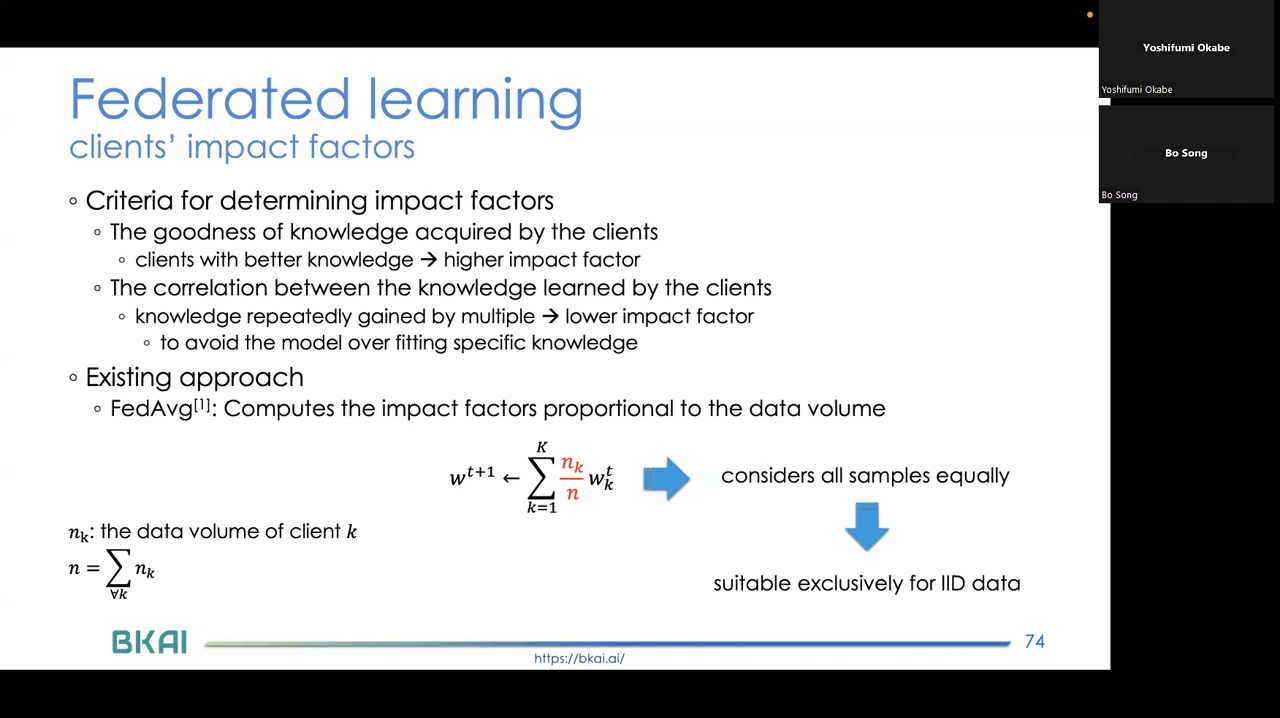 Federated learning
clients' impact factors
◦ Criteria for determining impact factors
◦ The goodness of knowledge acquired by the clients
◦ clients with better knowledge → higher impact factor
◦ The correlation between the knowledge learned by the clients
◦ knowledge repeatedly gained by multiple → lower impact factor
◦ to avoid the model over fitting specific knowledge
◦ Existing approach
◦ FedAvg[1]: Computes the impact factors proportional to the data volume
w^{t+1} ← ∑_{k=1}^{K} \frac{n_k}{n} w_k^t
considers all samples equally
n_k: the data volume of client k
n = ∑_{∀k} n_k
suitable exclusively for IID data
BKAI
https://bkai.ai/
74
Yoshifumi Okabe
Yoshifumi Okabe
Bo Song
Bo Song